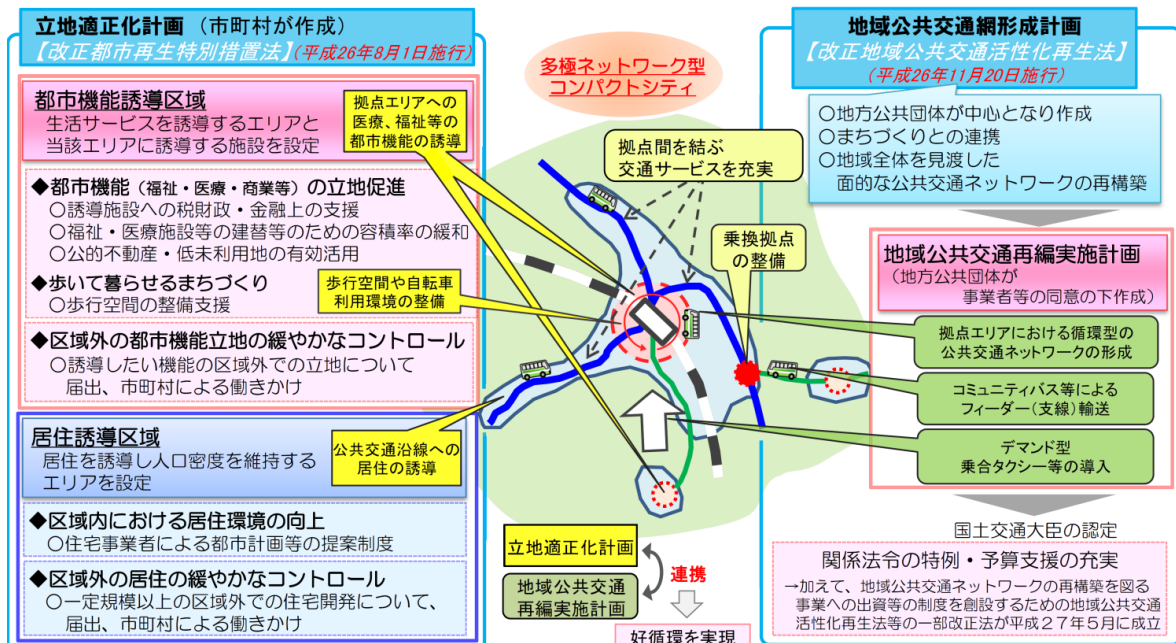 立地適正化計画（市町村が作成）
【改正都市再生特別措置法】(平成26年8月1日施行)
都市機能誘導区域
生活サービスを誘導するエリアと
当該エリアに誘導する施設を設定
◆都市機能（福祉・医療・商業等）の立地促進
○誘導施設への税財政・金融上の支援
○福祉・医療施設等の建替等のための容積率の緩和
○公的不動産・低未利用地の有効活用
◆歩いて暮らせるまちづくり
○歩行空間の整備支援
◆区域外の都市機能立地の緩やかなコントロール
○誘導したい機能の区域外での立地について
届出、市町村による働きかけ
居住誘導区域
居住を誘導し人口密度を維持する
エリアを設定
◆区域内における居住環境の向上
○住宅事業者による都市計画等の提案制度
◆区域外の居住の緩やかなコントロール
○一定規模以上の区域外での住宅開発について、
届出、市町村による働きかけ
多極ネットワーク型
コンパクトシティ
拠点エリアへの
医療、福祉等の
都市機能の誘導
拠点間を結ぶ
交通サービスを充実
乗換拠点
の整備
歩行空間や自転車
利用環境の整備
公共交通沿線への
居住の誘導
立地適正化計画
連携
地域公共交通
再編実施計画
好循環を実現
地域公共交通網形成計画
【改正地域公共交通活性化再生法】
(平成26年11月20日施行)
○地方公共団体が中心となり作成
○まちづくりとの連携
○地域全体を見渡した
面的な公共交通ネットワークの再構築
地域公共交通再編実施計画
（地方公共団体が
事業者等の同意の下作成）
拠点エリアにおける循環型の
公共交通ネットワークの形成
コミュニティバス等による
フィーダー（支線）輸送
デマンド型
乗合タクシー等の導入
国土交通大臣の認定
関係法令の特例・予算支援の充実
→加えて、地域公共交通ネットワークの再構築を図る
事業への出資等の制度を創設するための地域公共交通
活性化再生法等の一部改正法が平成２７年５月に成立